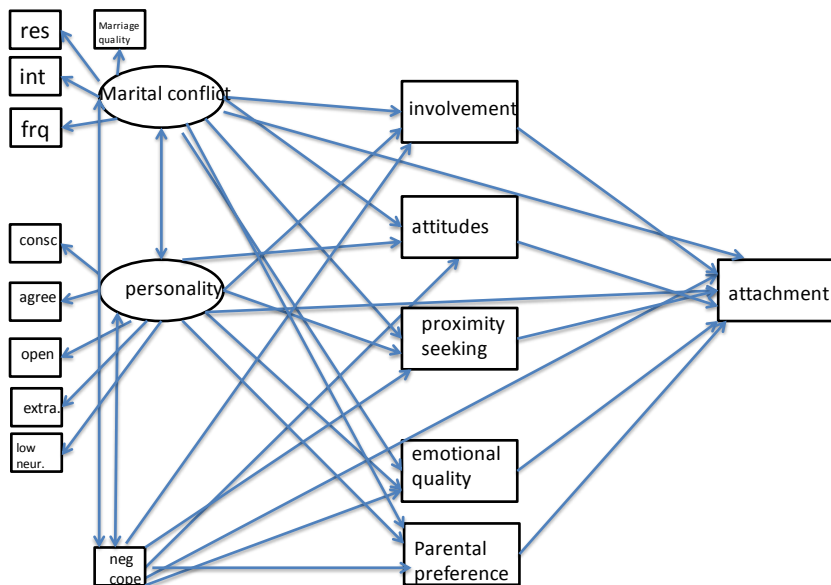 res
Marriage
quality
int
Marital conflict
frq
involvement
consc
attitudes
agree
personality
attachment
open
proximity
seeking
extra.
low
neur.
emotional
quality
neg
cope
Parental
preference